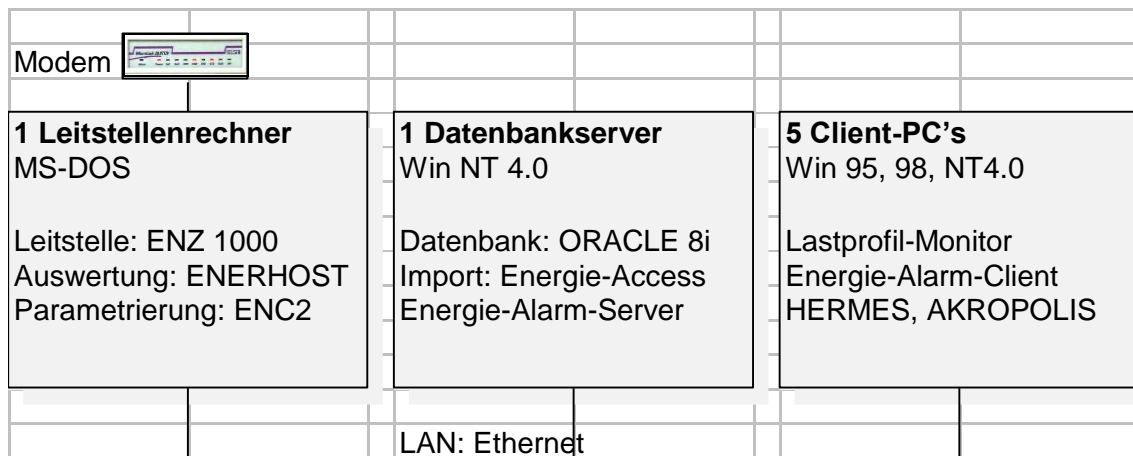 Modem
1 Leitstellenrechner
MS-DOS
Leitstelle: ENZ 1000
Auswertung: ENERHOST
Parametrierung: ENC2
1 Datenbankserver
Win NT 4.0
Datenbank: ORACLE 8i
Import: Energie-Access
Energie-Alarm-Server
5 Client-PC’s
Win 95, 98, NT4.0
Lastprofil-Monitor
Energie-Alarm-Client
HERMES, AKROPOLIS
LAN: Ethernet